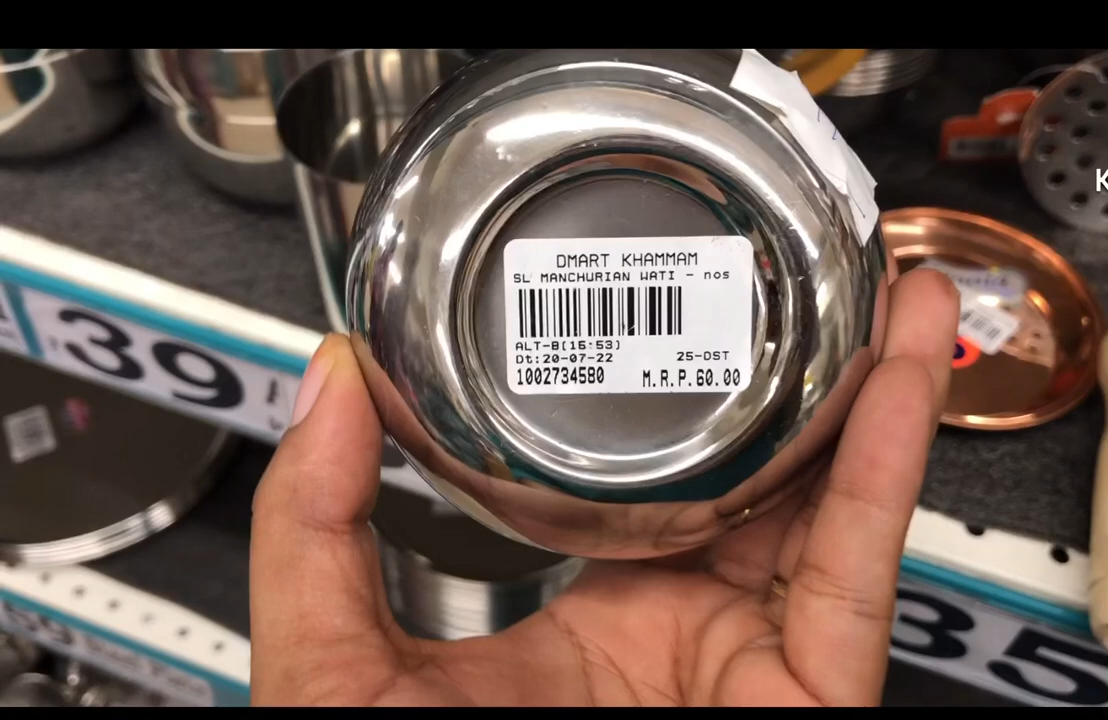 DMART KHAMMAM
SL MANCHURIAN WATI - nos
ALT-B(15:53)
Dt:20-07-22 25-DST
1002734580 M.R.P.60.00
39
35
K